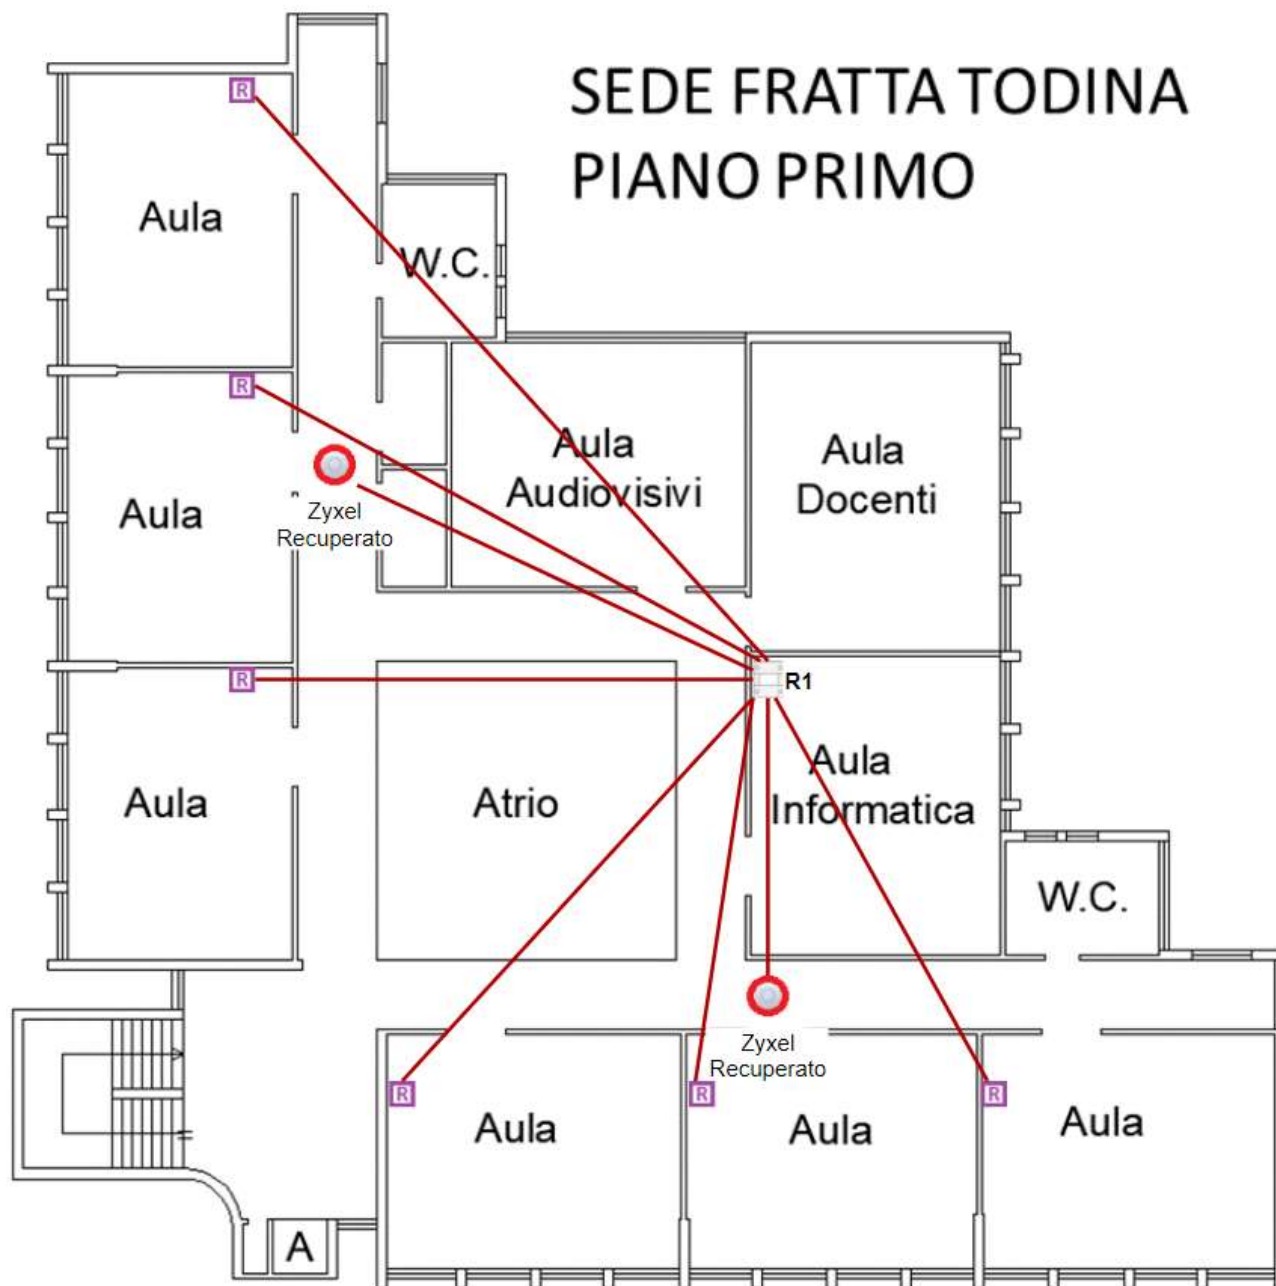 SEDE FRATTA TODINA
PIANO PRIMO
R
Aula
W.C.
R
Aula
Audiovisivi
Aula
Docenti
Aula
Zyxel
Recuperato
R
R1
Aula
Informatica
Aula
Atrio
W.C.
Zyxel
Recuperato
R
R
R
Aula
Aula
Aula
A